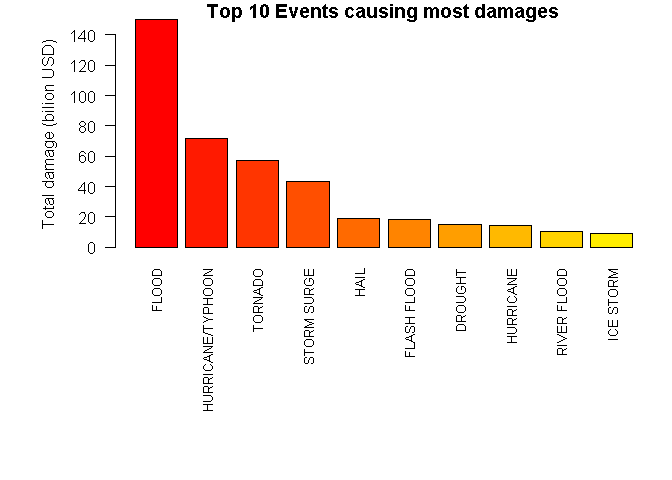 Top 10 Events causing most damages
Total damage (bilion USD)
140
120
100
80
60
40
20
0
FLOOD
HURRICANE/TYPHOON
TORNADO
STORM SURGE
HAIL
FLASH FLOOD
DROUGHT
HURRICANE
RIVER FLOOD
ICE STORM